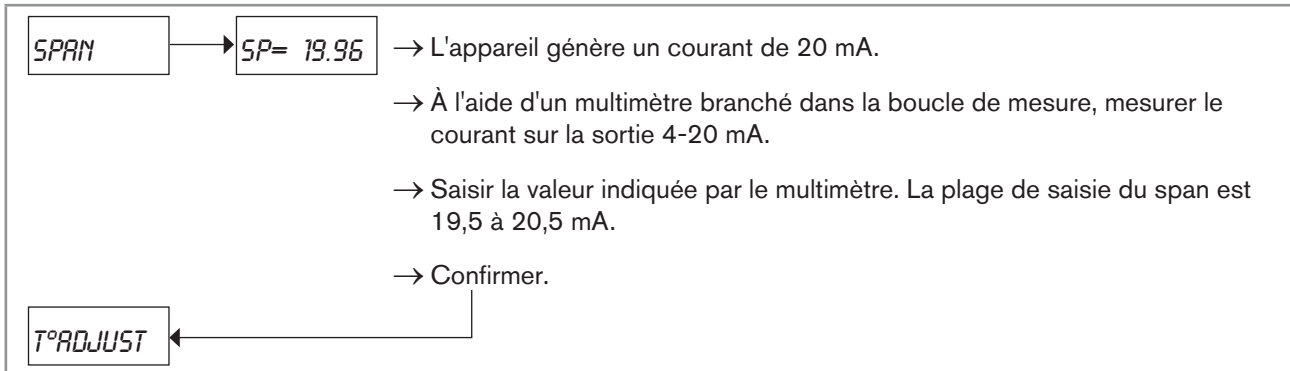 SPAN
SP= 19.96
→ L'appareil génère un courant de 20 mA.
→ À l'aide d'un multimètre branché dans la boucle de mesure, mesurer le
courant sur la sortie 4-20 mA.
→ Saisir la valeur indiquée par le multimètre. La plage de saisie du span est
19,5 à 20,5 mA.
→ Confirmer.
T°ADJUST